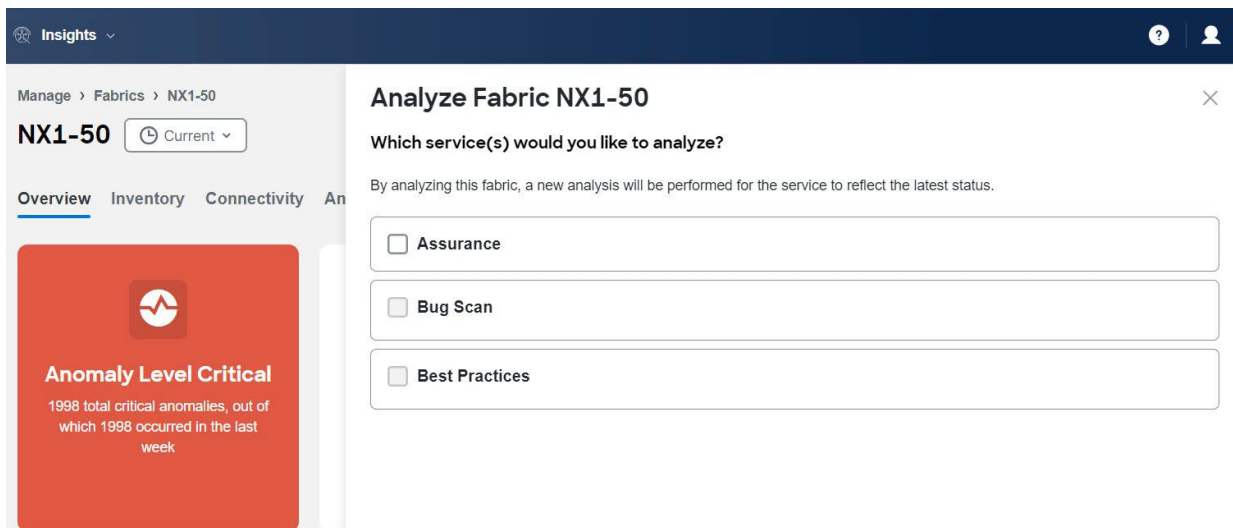 Insights
?
Manage > Fabrics > NX1-50
NX1-50
Current
Overview Inventory Connectivity An
Anomaly Level Critical
1998 total critical anomalies, out of
which 1998 occurred in the last
week
Analyze Fabric NX1-50
Which service(s) would you like to analyze?
By analyzing this fabric, a new analysis will be performed for the service to reflect the latest status.
Assurance
Bug Scan
Best Practices